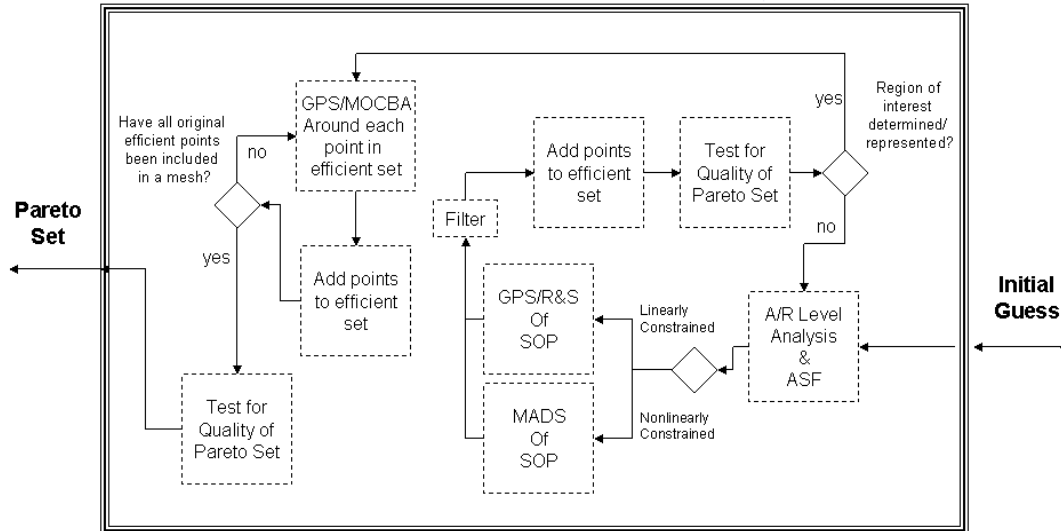 Have all original
efficient points
been included
in a mesh?
no
yes
GPS/MOCBA
Around each
point in
efficient set
Add points
to efficient
set
Test for
Quality of
Pareto Set
Pareto
Set
Filter
Add points
to efficient
set
Test for
Quality of
Pareto Set
yes
Region of
interest
determined/
represented?
no
GPS/R&S
Of
SOP
MADS
Of
SOP
Linearly
Constrained
Nonlinearly
Constrained
A/R Level
Analysis
&
ASF
Initial
Guess